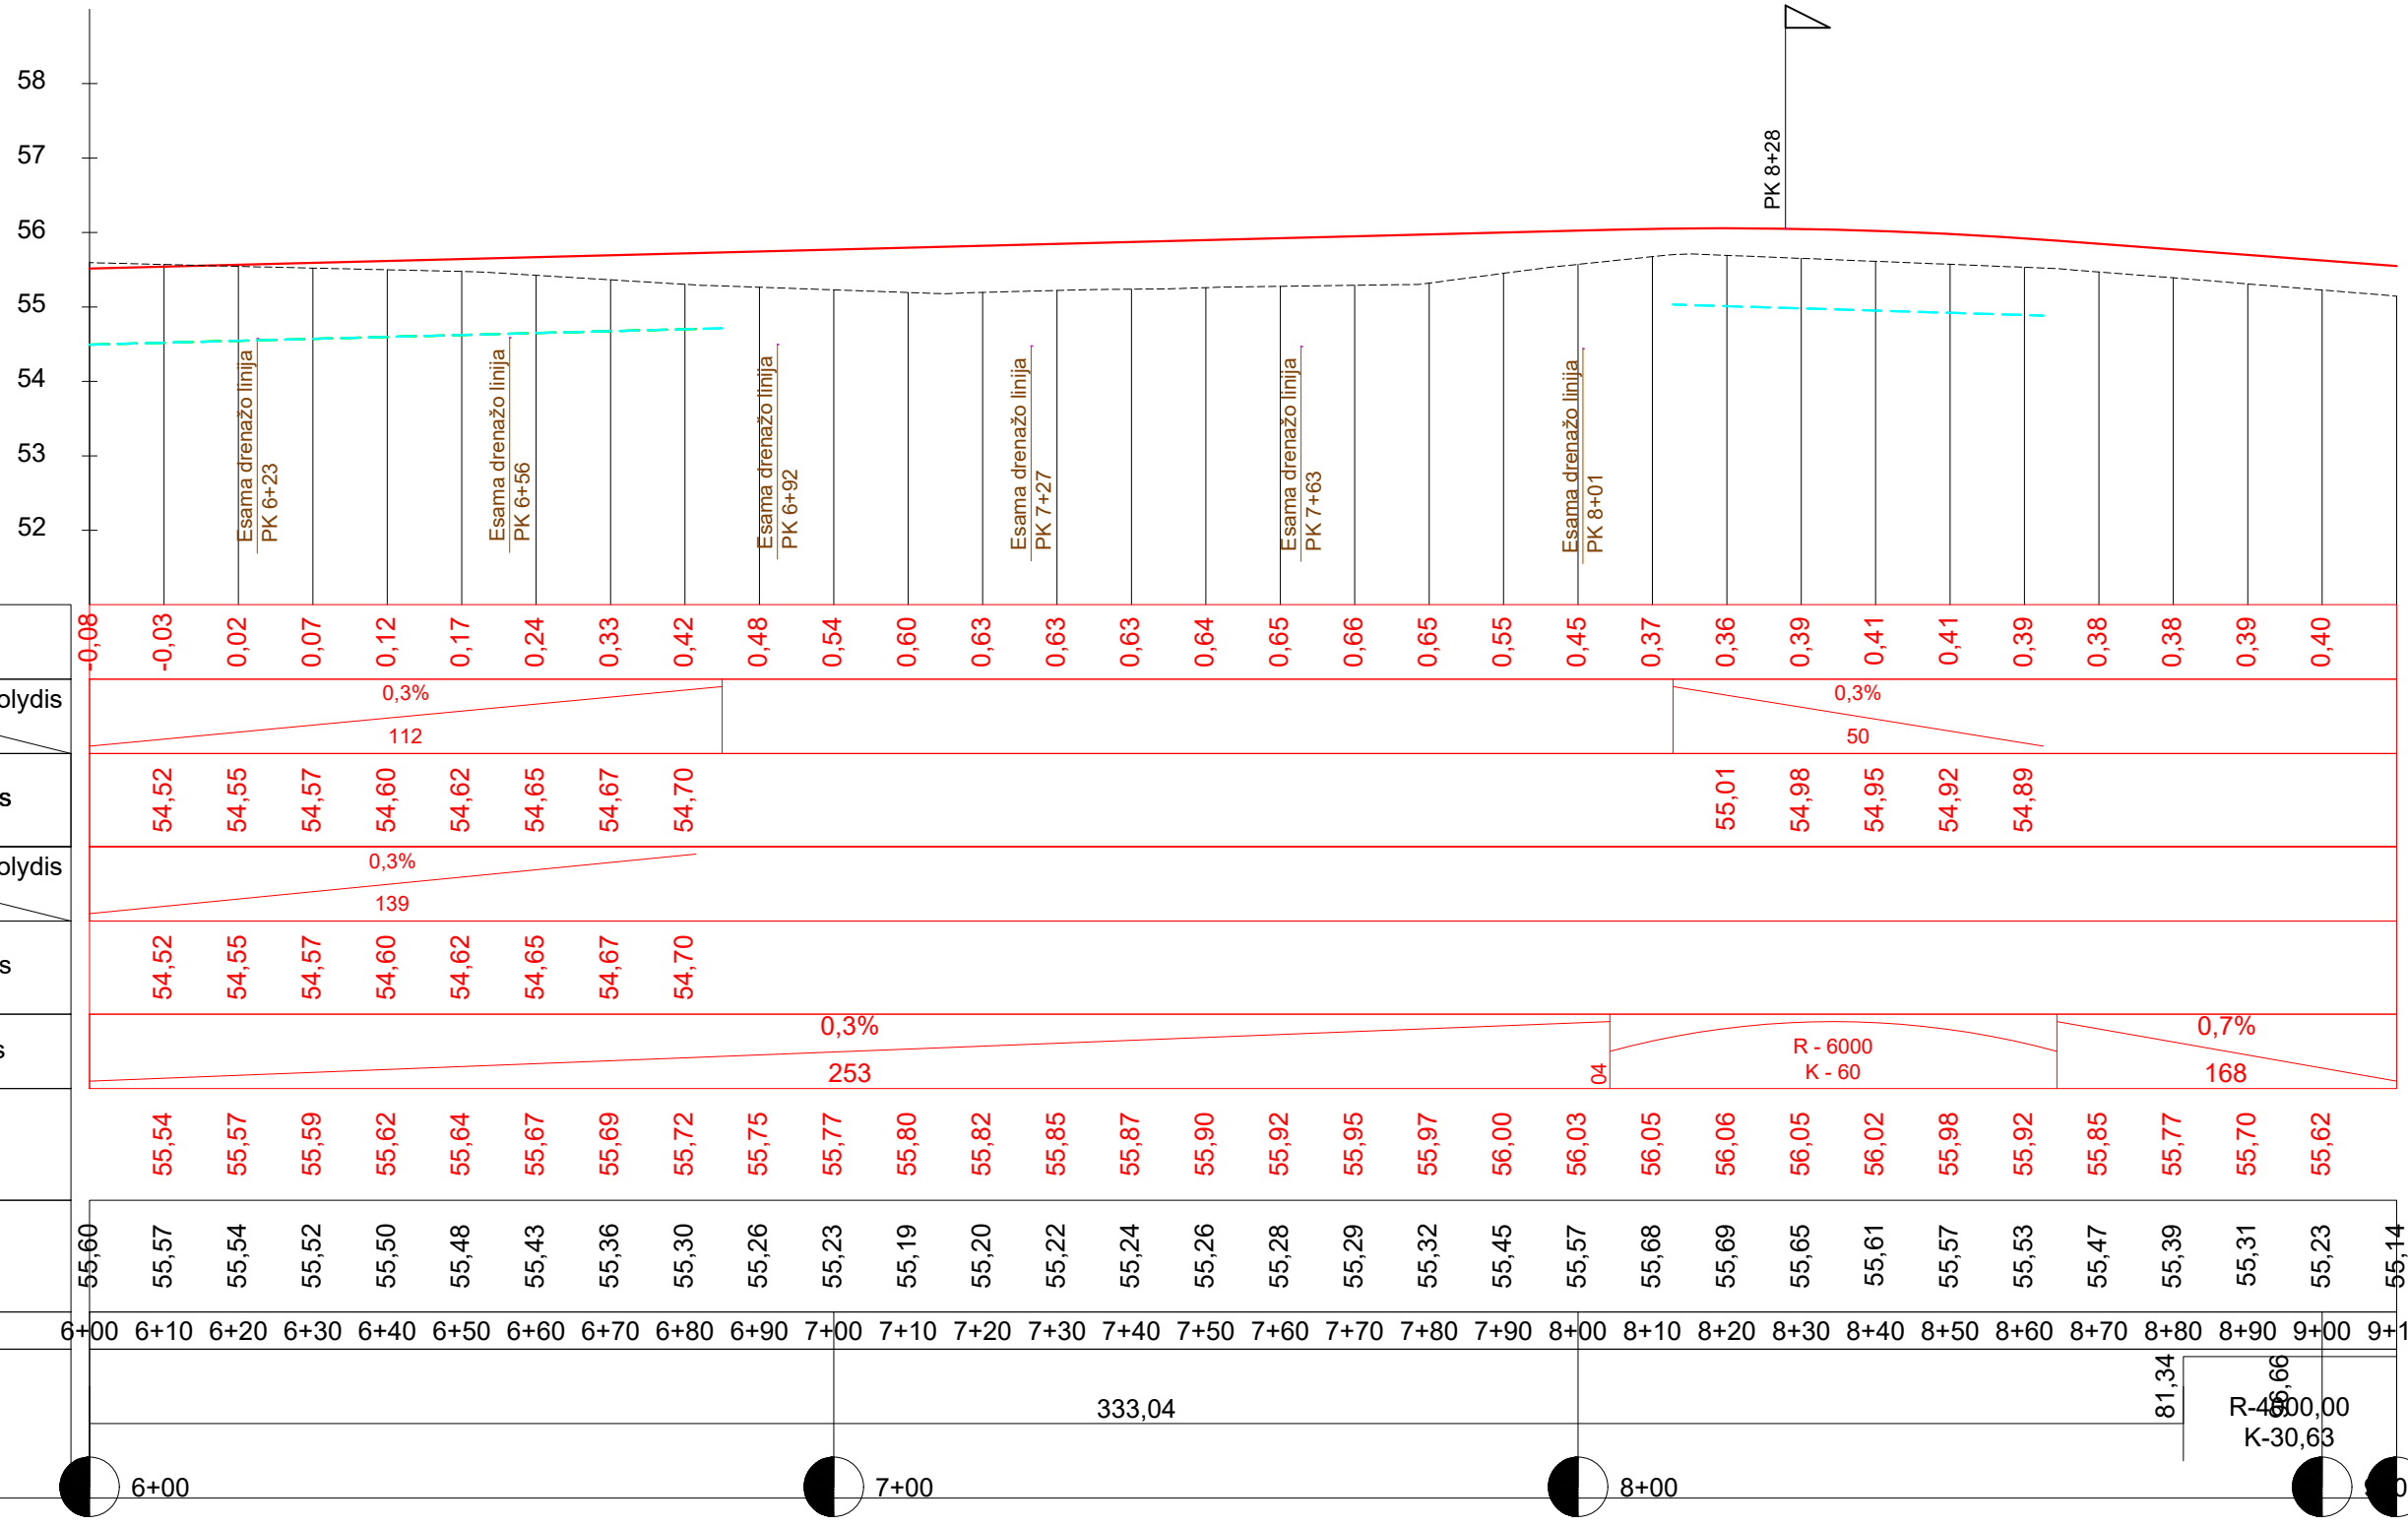 58
57
56
55
54
53
52
PK 8+28
Esama drenažo linija
PK 6+23
Esama drenažo linija
PK 6+56
Esama drenažo linija
PK 6+92
Esama drenažo linija
PK 7+27
Esama drenažo linija
PK 7+63
Esama drenažo linija
PK 8+01
-0,08 -0,03 0,02 0,07 0,12 0,17 0,24 0,33 0,42 0,48 0,54 0,60 0,63 0,63 0,63 0,64 0,65 0,66 0,65 0,55 0,45 0,37 0,36 0,39 0,41 0,41 0,39 0,38 0,38 0,39 0,40
olydis
0,3%
112
0,3%
50
s
54,52 54,55 54,57 54,60 54,62 54,65 54,67 54,70 55,01 54,98 54,95 54,92 54,89
olydis
0,3%
139
s
54,52 54,55 54,57 54,60 54,62 54,65 54,67 54,70
s
0,3%
253
04
R - 6000
K - 60
0,7%
168
55,54 55,57 55,59 55,62 55,64 55,67 55,69 55,72 55,75 55,77 55,80 55,82 55,85 55,87 55,90 55,92 55,95 55,97 56,00 56,03 56,05 56,06 56,05 56,02 55,98 55,92 55,85 55,77 55,70 55,62
55,60 55,57 55,54 55,52 55,50 55,48 55,43 55,36 55,30 55,26 55,23 55,19 55,20 55,22 55,24 55,26 55,28 55,29 55,32 55,45 55,57 55,68 55,69 55,65 55,61 55,57 55,53 55,47 55,39 55,31 55,23 55,14
6+00 6+10 6+20 6+30 6+40 6+50 6+60 6+70 6+80 6+90 7+00 7+10 7+20 7+30 7+40 7+50 7+60 7+70 7+80 7+90 8+00 8+10 8+20 8+30 8+40 8+50 8+60 8+70 8+80 8+90 9+00 9+1
333,04
81,34
96,66
R-4000,00
K-30,63
6+00
7+00
8+00